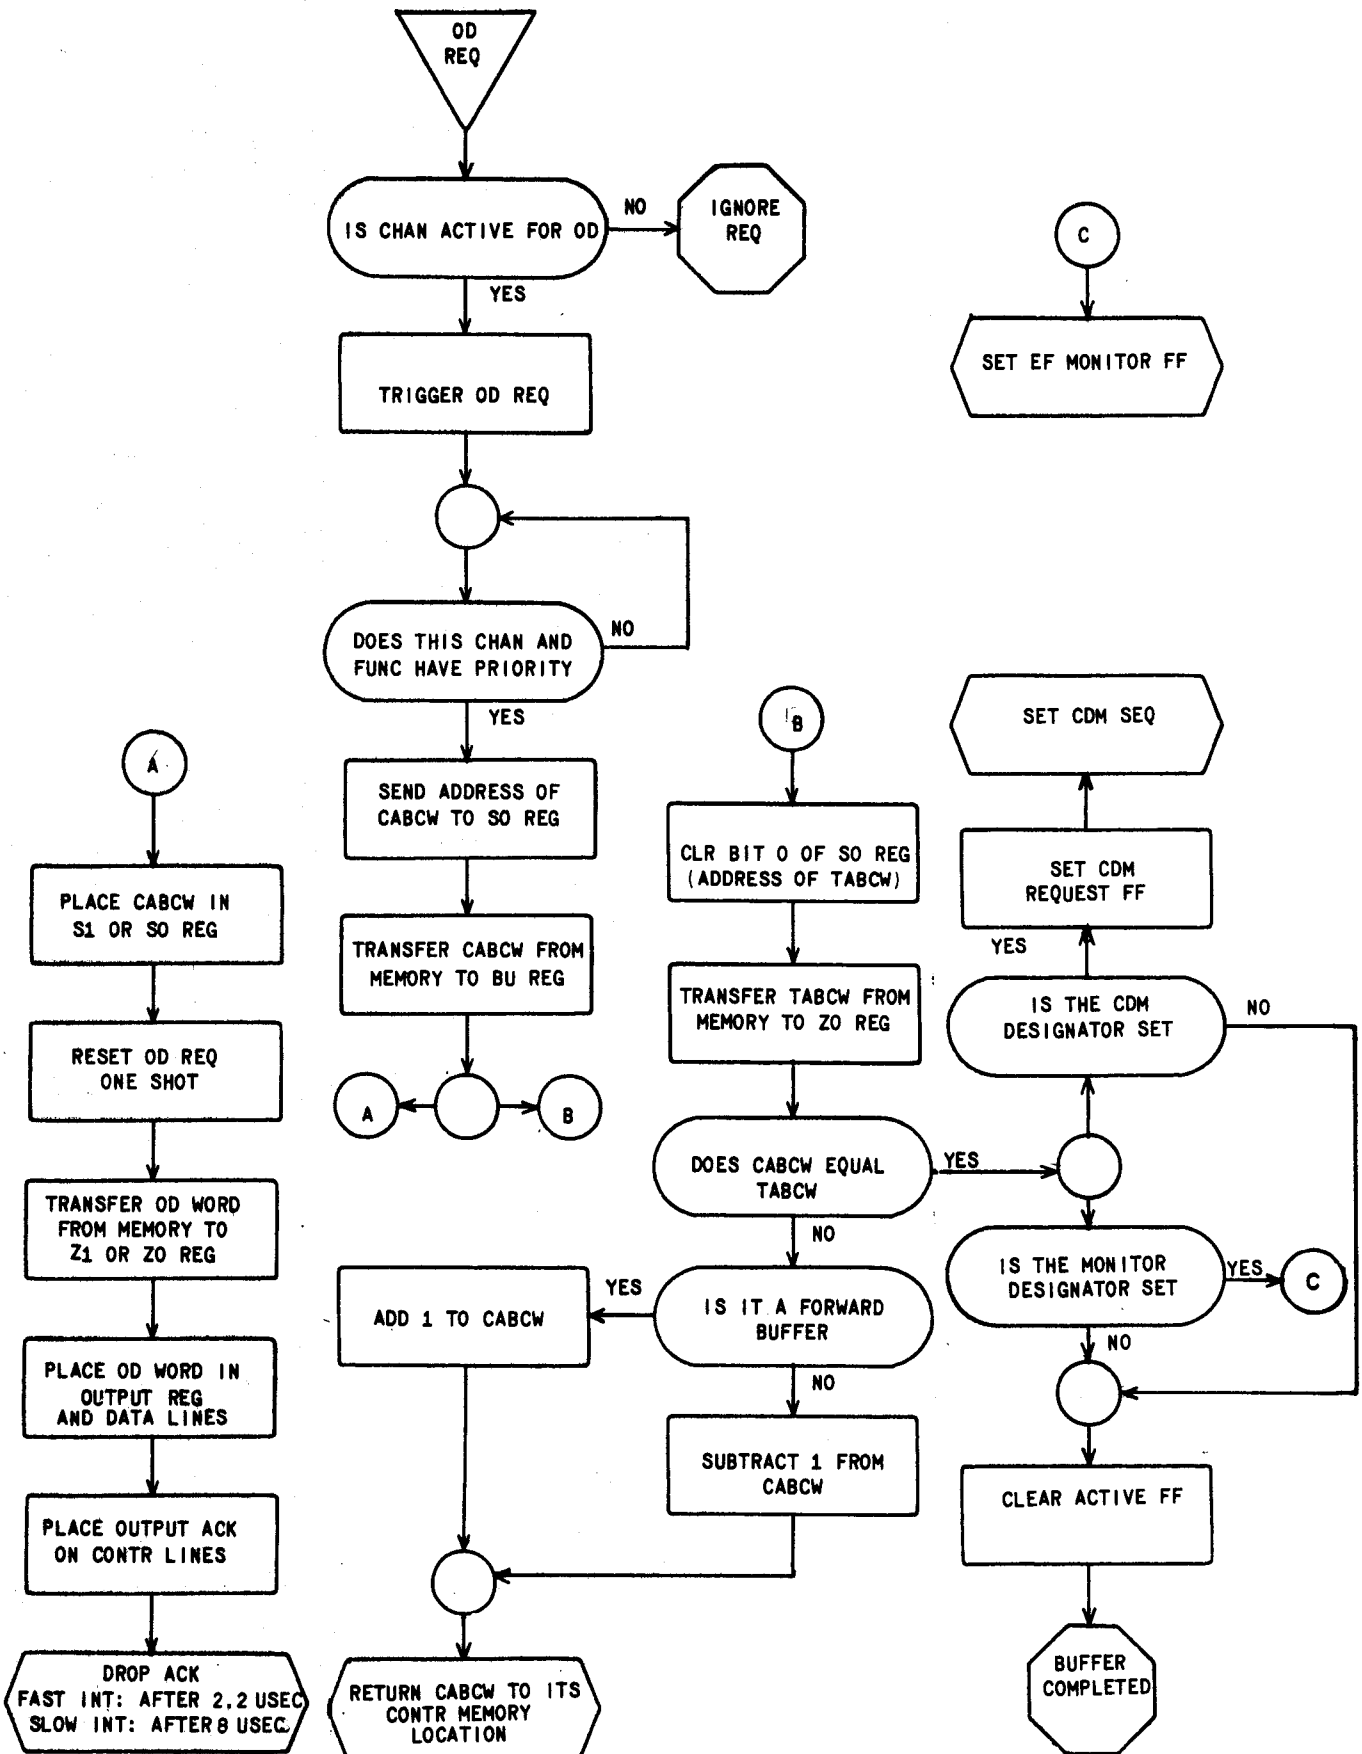 OD
REQ
IS CHAN ACTIVE FOR OD
NO
IGNORE
REQ
YES
TRIGGER OD REQ
C
SET EF MONITOR FF
DOES THIS CHAN AND
FUNC HAVE PRIORITY
NO
YES
SEND ADDRESS OF
CABCW TO S0 REG
TRANSFER CABCW FROM
MEMORY TO BU REG
A
B
A
PLACE CABCW IN
S1 OR S0 REG
RESET OD REQ
ONE SHOT
TRANSFER OD WORD
FROM MEMORY TO
Z1 OR Z0 REG
PLACE OD WORD IN
OUTPUT REG
AND DATA LINES
PLACE OUTPUT ACK
ON CONTR LINES
DROP ACK
FAST INT: AFTER 2.2 USEC
SLOW INT: AFTER 8 USEC
B
CLR BIT 0 OF S0 REG
(ADDRESS OF TABCW)
TRANSFER TABCW FROM
MEMORY TO Z0 REG
DOES CABCW EQUAL
TABCW
YES
NO
IS IT A FORWARD
BUFFER
YES
ADD 1 TO CABCW
NO
SUBTRACT 1 FROM
CABCW
RETURN CABCW TO ITS
CONTR MEMORY
LOCATION
SET CDM SEQ
SET CDM
REQUEST FF
YES
IS THE CDM
DESIGNATOR SET
NO
IS THE MONITOR
DESIGNATOR SET
YES
C
NO
CLEAR ACTIVE FF
BUFFER
COMPLETED